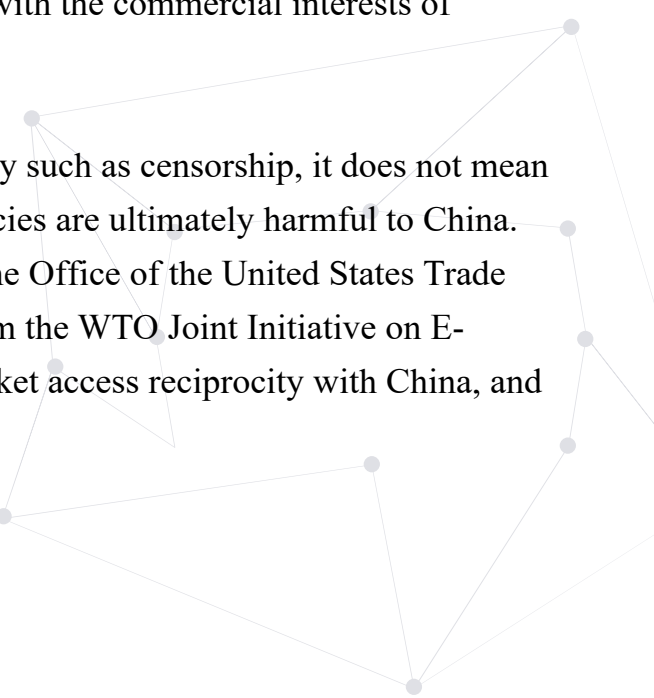 with the commercial interests of
y such as censorship, it does not mean
cies are ultimately harmful to China.
e Office of the United States Trade
m the WTO Joint Initiative on E-
ket access reciprocity with China, and